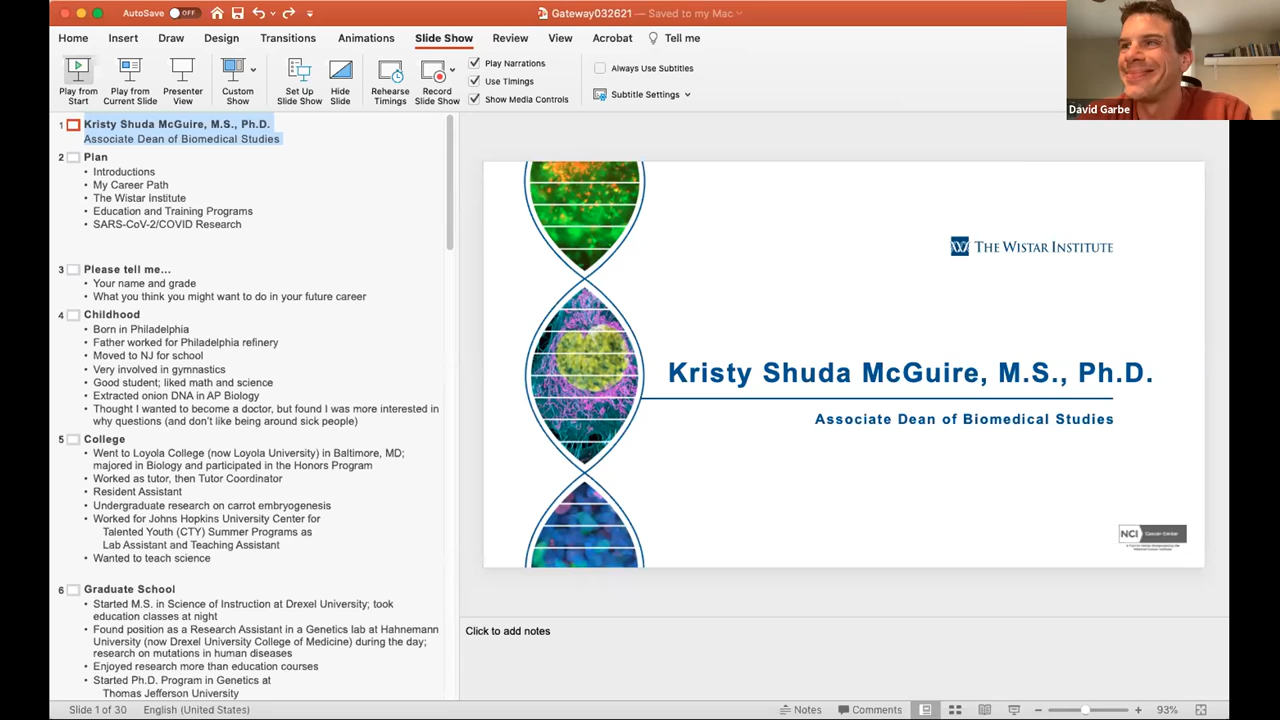 AutoSave OFF
Gateway032621 — Saved to my Mac
Home Insert Draw Design Transitions Animations Slide Show Review View Acrobat Tell me
Play from Start
Play from Current Slide
Presenter View
Custom Show
Set Up Slide Show
Hide Slide
Rehearse Timings
Record Slide Show
Play Narrations
Use Timings
Show Media Controls
Always Use Subtitles
Subtitle Settings
David Garbe
1 Kristy Shuda McGuire, M.S., Ph.D.
Associate Dean of Biomedical Studies
2 Plan
• Introductions
• My Career Path
• The Wistar Institute
• Education and Training Programs
• SARS-CoV-2/COVID Research
3 Please tell me...
• Your name and grade
• What you think you might want to do in your future career
4 Childhood
• Born in Philadelphia
• Father worked for Philadelphia refinery
• Moved to NJ for school
• Very involved in gymnastics
• Good student; liked math and science
• Extracted onion DNA in AP Biology
• Thought I wanted to become a doctor, but found I was more interested in
why questions (and don't like being around sick people)
5 College
• Went to Loyola College (now Loyola University) in Baltimore, MD;
majored in Biology and participated in the Honors Program
• Worked as tutor, then Tutor Coordinator
• Resident Assistant
• Undergraduate research on carrot embryogenesis
• Worked for Johns Hopkins University Center for
Talented Youth (CTY) Summer Programs as
Lab Assistant and Teaching Assistant
• Wanted to teach science
6 Graduate School
• Started M.S. in Science of Instruction at Drexel University; took
education classes at night
• Found position as a Research Assistant in a Genetics lab at Hahnemann
University (now Drexel University College of Medicine) during the day;
research on mutations in human diseases
• Enjoyed research more than education courses
• Started Ph.D. Program in Genetics at
Thomas Jefferson University
THE WISTAR INSTITUTE
Kristy Shuda McGuire, M.S., Ph.D.
Associate Dean of Biomedical Studies
NCI Cancer Center
Click to add notes
Slide 1 of 30 English (United States) Notes Comments 93%